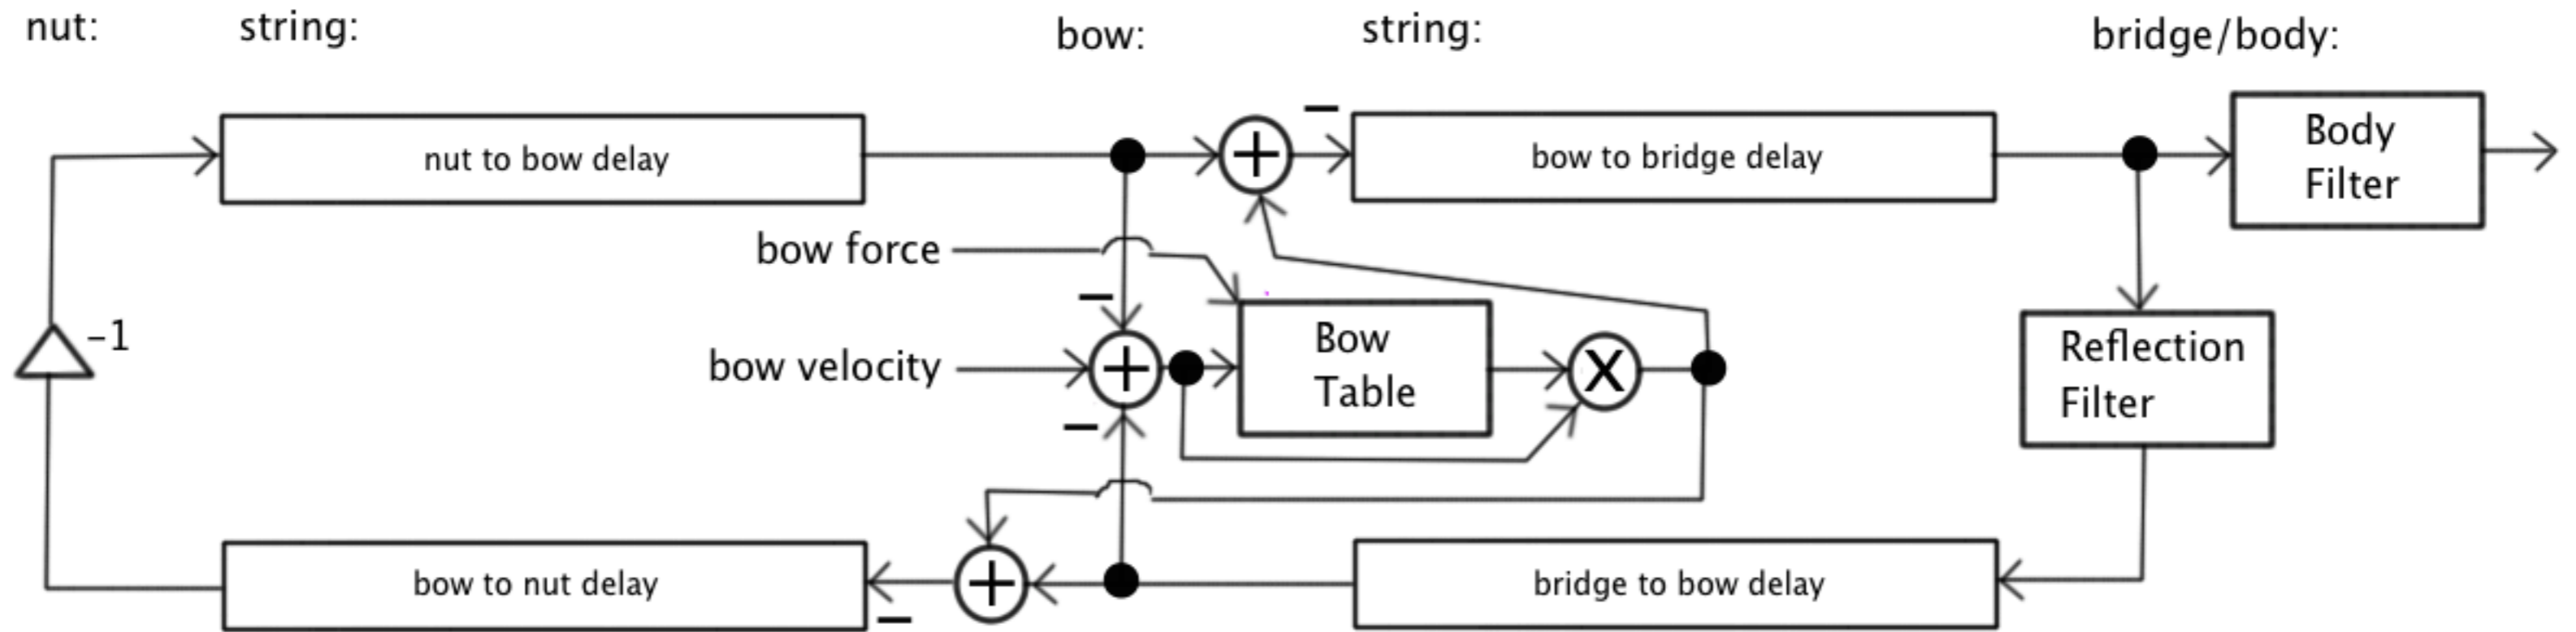 nut:
string:
bow:
string:
bridge/body:
nut to bow delay
+
−
bow to bridge delay
Body
Filter
bow force
−
-1
bow velocity
+
Bow
Table
X
Reflection
Filter
−
bow to nut delay
−
+
bridge to bow delay